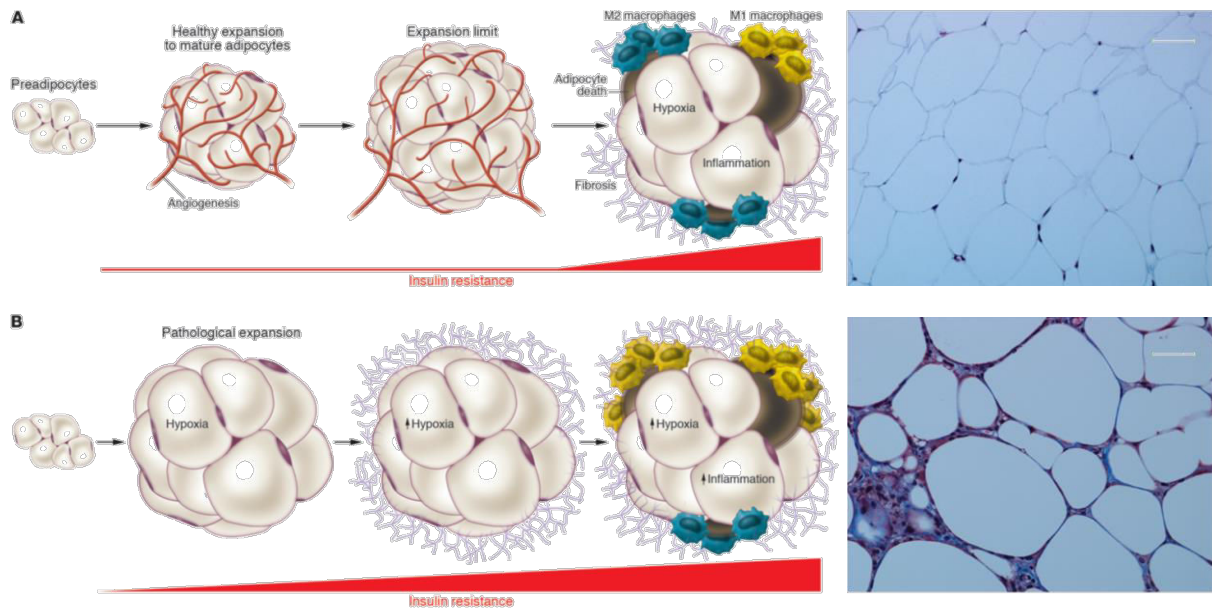 A
M2 macrophages
M1 macrophages
Healthy expansion
to mature adipocytes
Expansion limit
Preadipocytes
Adipocyte
death
Hypoxia
Inflammation
Fibrosis
Angiogenesis
Insulin resistance
B
Pathological expansion
Hypoxia
Hypoxia
Hypoxia
Inflammation
Insulin resistance